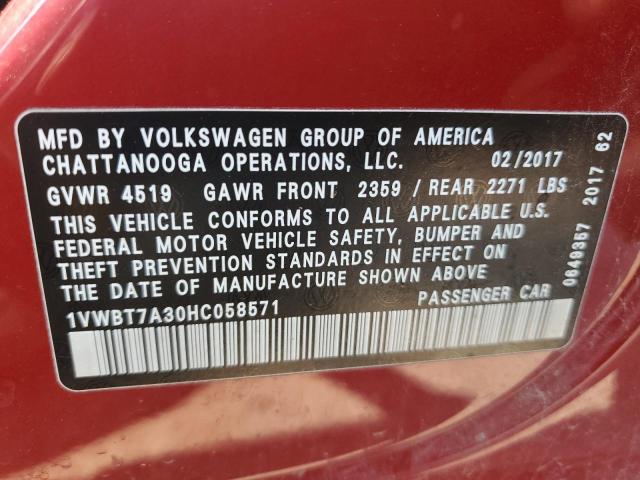 MFD BY VOLKSWAGEN GROUP OF AMERICA
CHATTANOOGA OPERATIONS, LLC. 02/2017
GVWR 4519 GAWR FRONT 2359 / REAR 2271 LBS
THIS VEHICLE CONFORMS TO ALL APPLICABLE U.S.
FEDERAL MOTOR VEHICLE SAFETY, BUMPER AND
THEFT PREVENTION STANDARDS IN EFFECT ON
THE DATE OF MANUFACTURE SHOWN ABOVE
1VWBT7A30HC058571 PASSENGER CAR
0649367 2017 62